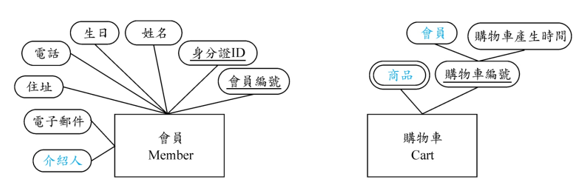 生日
姓名
電話
身分證ID
住址
會員編號
電子郵件
介紹人
會員
Member
會員
購物車產生時間
商品
購物車編號
購物車
Cart